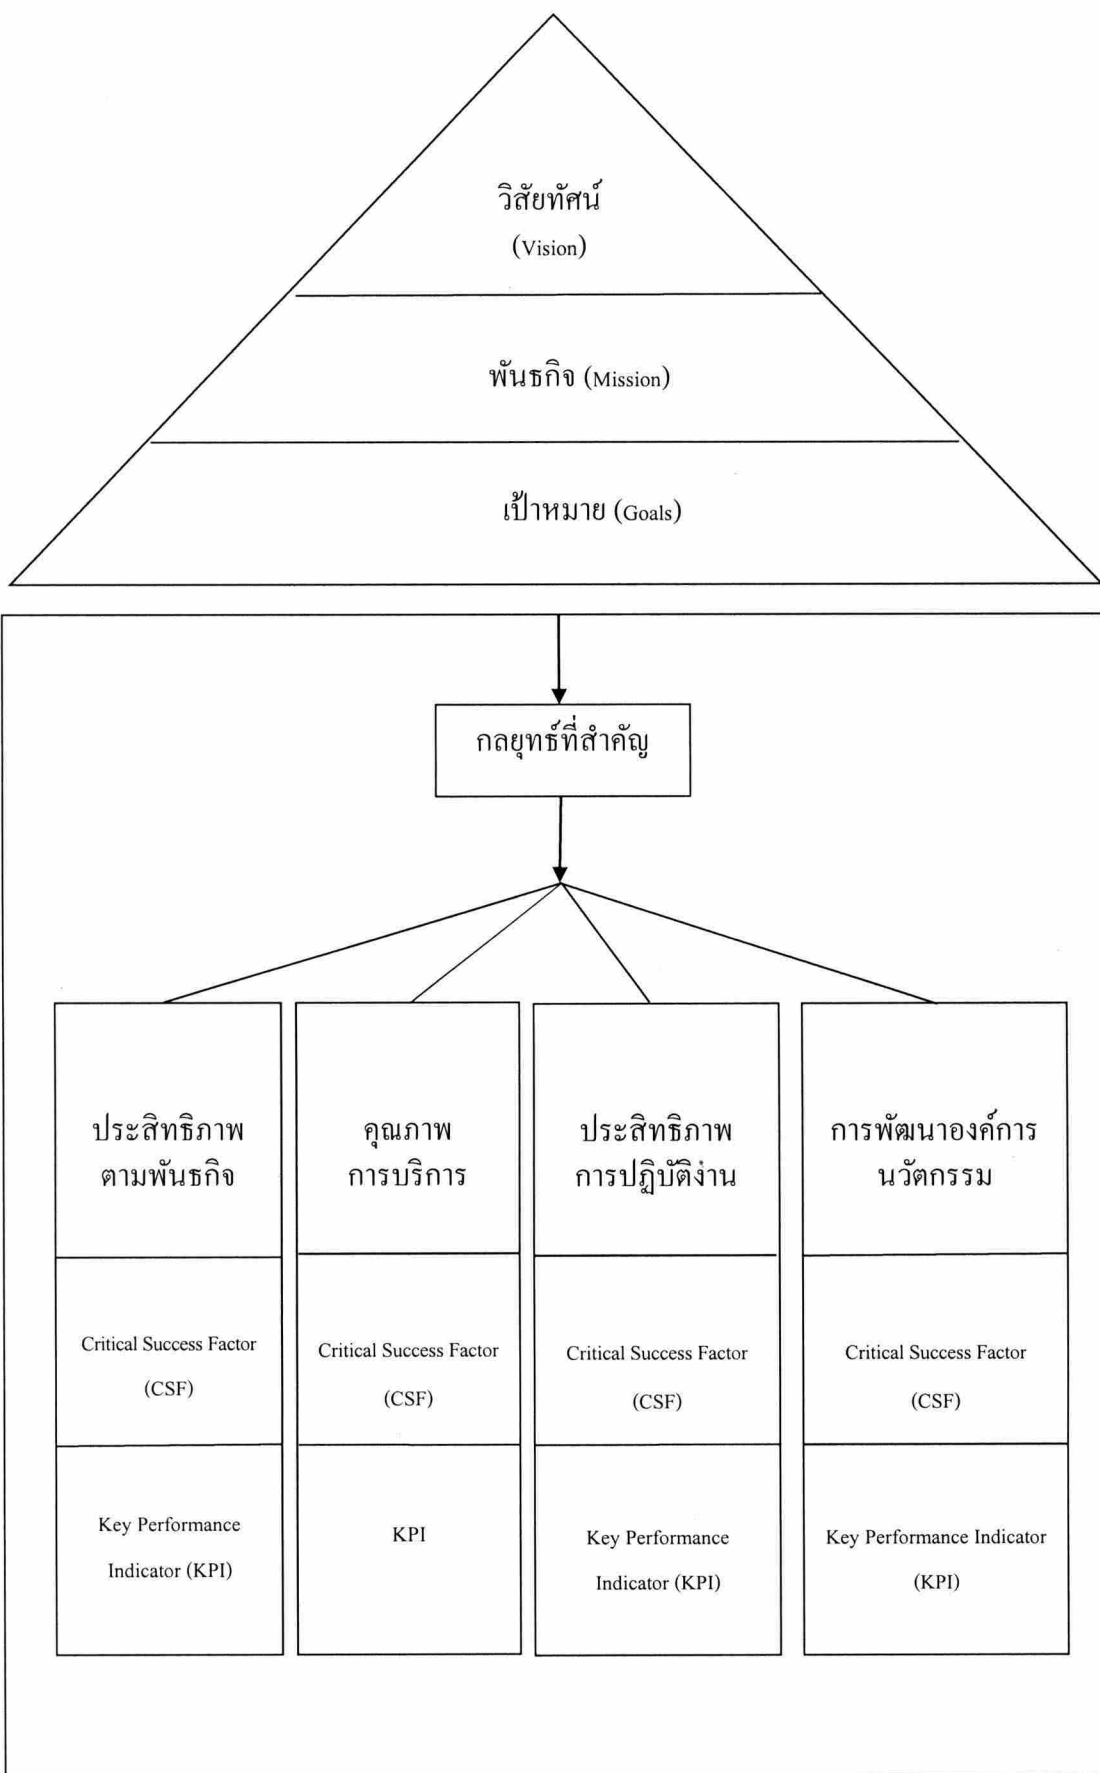 วิสัยทัศน์
(Vision)
พันธกิจ (Mission)
เป้าหมาย (Goals)
กลยุทธ์ที่สำคัญ
ประสิทธิภาพ
ตามพันธกิจ
คุณภาพ
การบริการ
ประสิทธิภาพ
การปฏิบัติง่าน
การพัฒนาองค์การ
นวัตกรรม
Critical Success Factor
(CSF)
Critical Success Factor
(CSF)
Critical Success Factor
(CSF)
Critical Success Factor
(CSF)
Key Performance
Indicator (KPI)
KPI
Key Performance
Indicator (KPI)
Key Performance Indicator
(KPI)